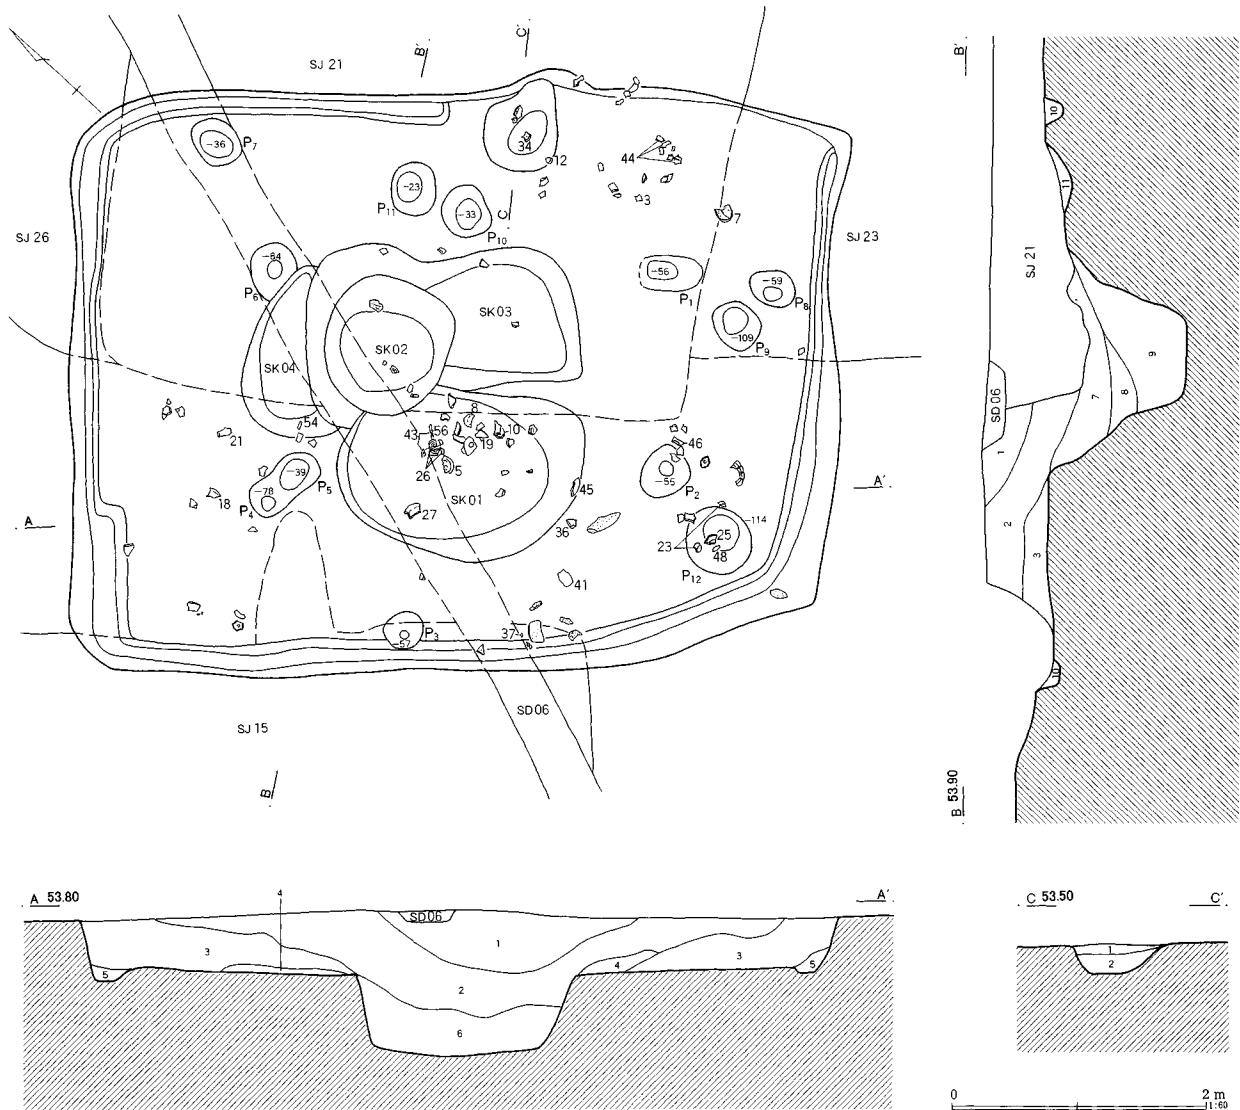 C'
B'
SJ 21
-36
P7
34
12
44
-23
P11
-33
P10
C
3
7
SJ 26
SJ 23
-64
P6
-56
P1
-59
P8
-109
P9
SK03
SK02
SK04
54
43
56
8
10
19
26
5
21
46
-39
P5
-78
P4
18
SK01
45
-55
P2
A
A'
27
36
-114
25
23
48
P12
41
P3
-57
37
SD06
SJ 15
B
B'
10
11
SJ 21
9
8
7
SD06
1
2
3
10
B 53.90
A 53.80
4
SD06
A'
1
3
4
3
5
5
2
6
C 53.50
C'
1
2
0
2 m
1:60